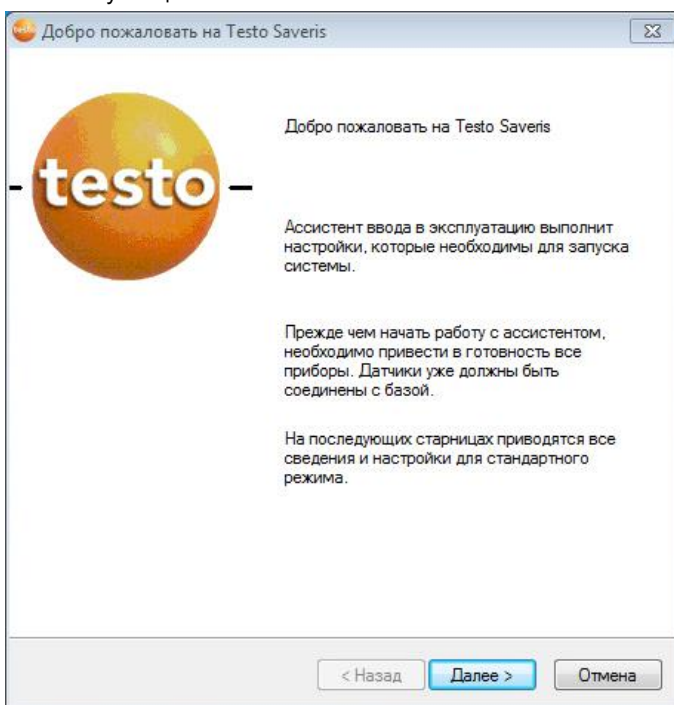 Добро пожаловать на Testo Saveris
testo
Добро пожаловать на Testo Saveris
Ассистент ввода в эксплуатацию выполнит
настройки, которые необходимы для запуска
системы.
Прежде чем начать работу с ассистентом,
необходимо привести в готовность все
приборы. Датчики уже должны быть
соединены с базой.
На последующих старницах приводятся все
сведения и настройки для стандартного
режима.
< Назад Далее > Отмена